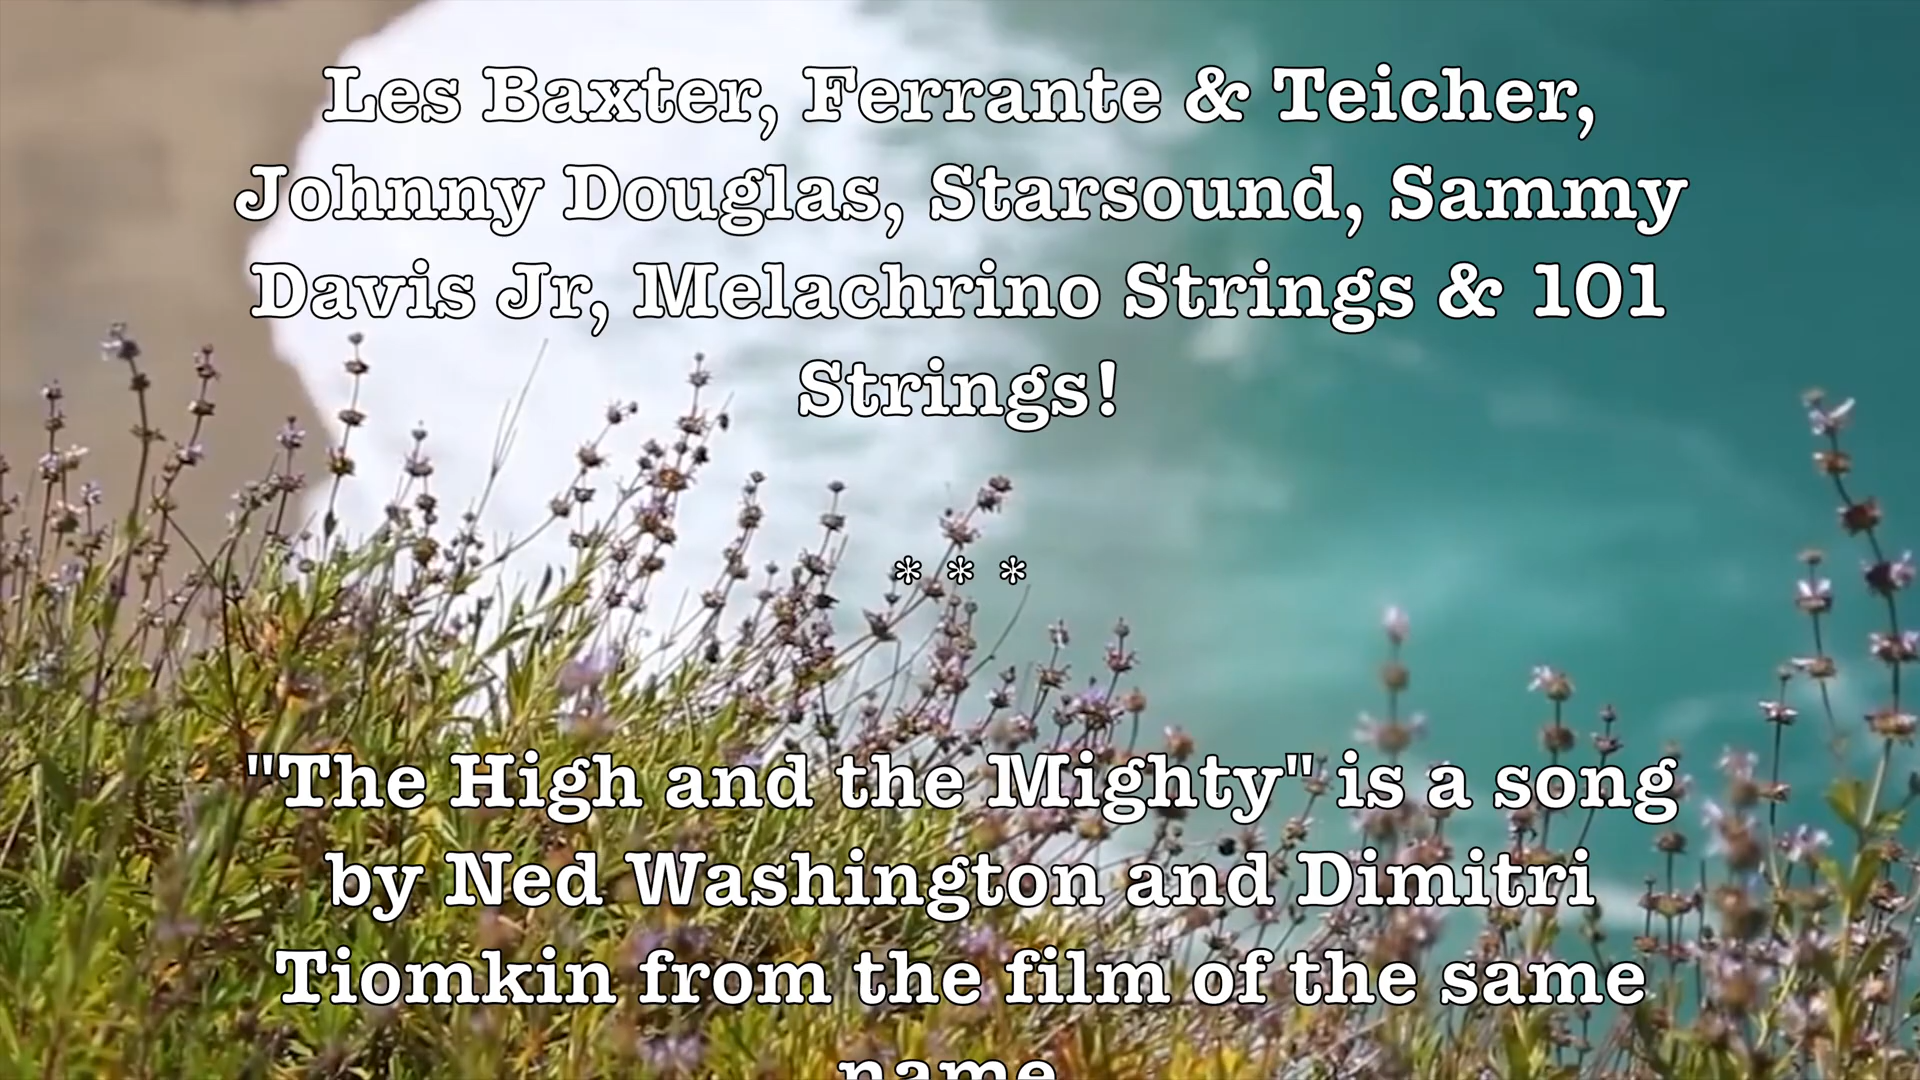 Les Baxter, Ferrante & Teicher,
Johnny Douglas, Starsound, Sammy
Davis Jr, Melachrino Strings & 101
Strings!
* * *
"The High and the Mighty" is a song
by Ned Washington and Dimitri
Tiomkin from the film of the same
name